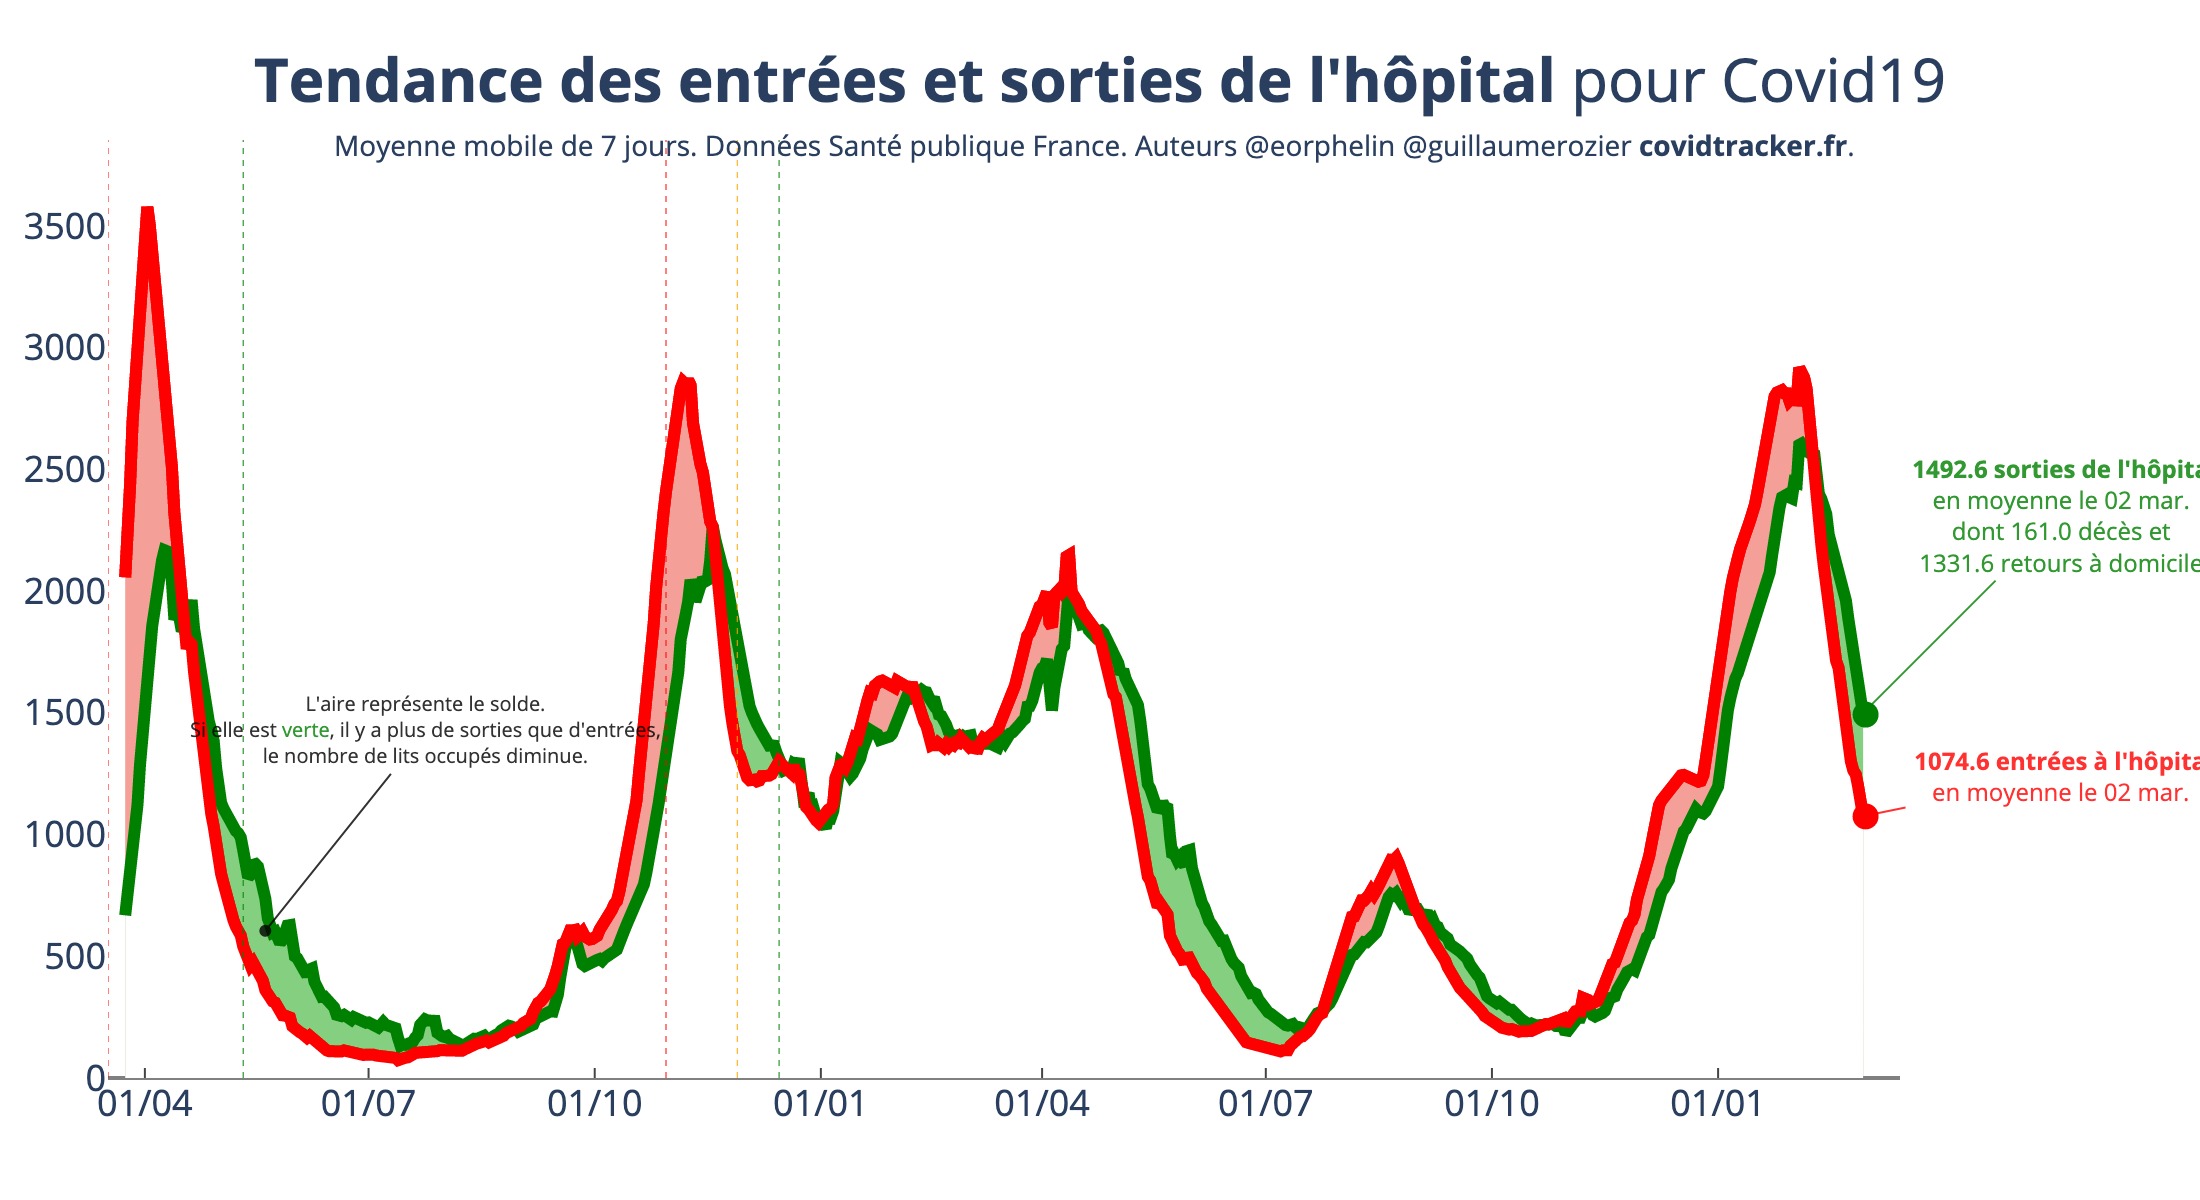 Tendance des entrées et sorties de l'hôpital pour Covid19
Moyenne mobile de 7 jours. Données Santé publique France. Auteurs @eorphelin @guillaumerozier covidtracker.fr.
3500
3000
2500
2000
1500
1000
500
0
L'aire représente le solde.
Si elle est verte, il y a plus de sorties que d'entrées,
le nombre de lits occupés diminue.
1492.6 sorties de l'hôpita
en moyenne le 02 mar.
dont 161.0 décès et
1331.6 retours à domicile
1074.6 entrées à l'hôpita
en moyenne le 02 mar.
01/04 01/07 01/10 01/01 01/04 01/07 01/10 01/01